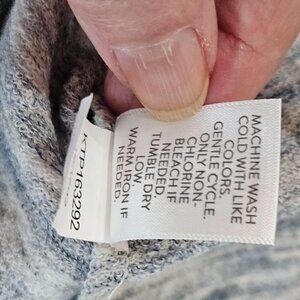 MACHINE WASH
COLD WITH LIKE
COLORS.
GENTLE CYCLE.
ONLY NON-
CHLORINE
BLEACH IF
NEEDED.
TUMBLE DRY
LOW.
WARM IRON IF
NEEDED.
KTP163292